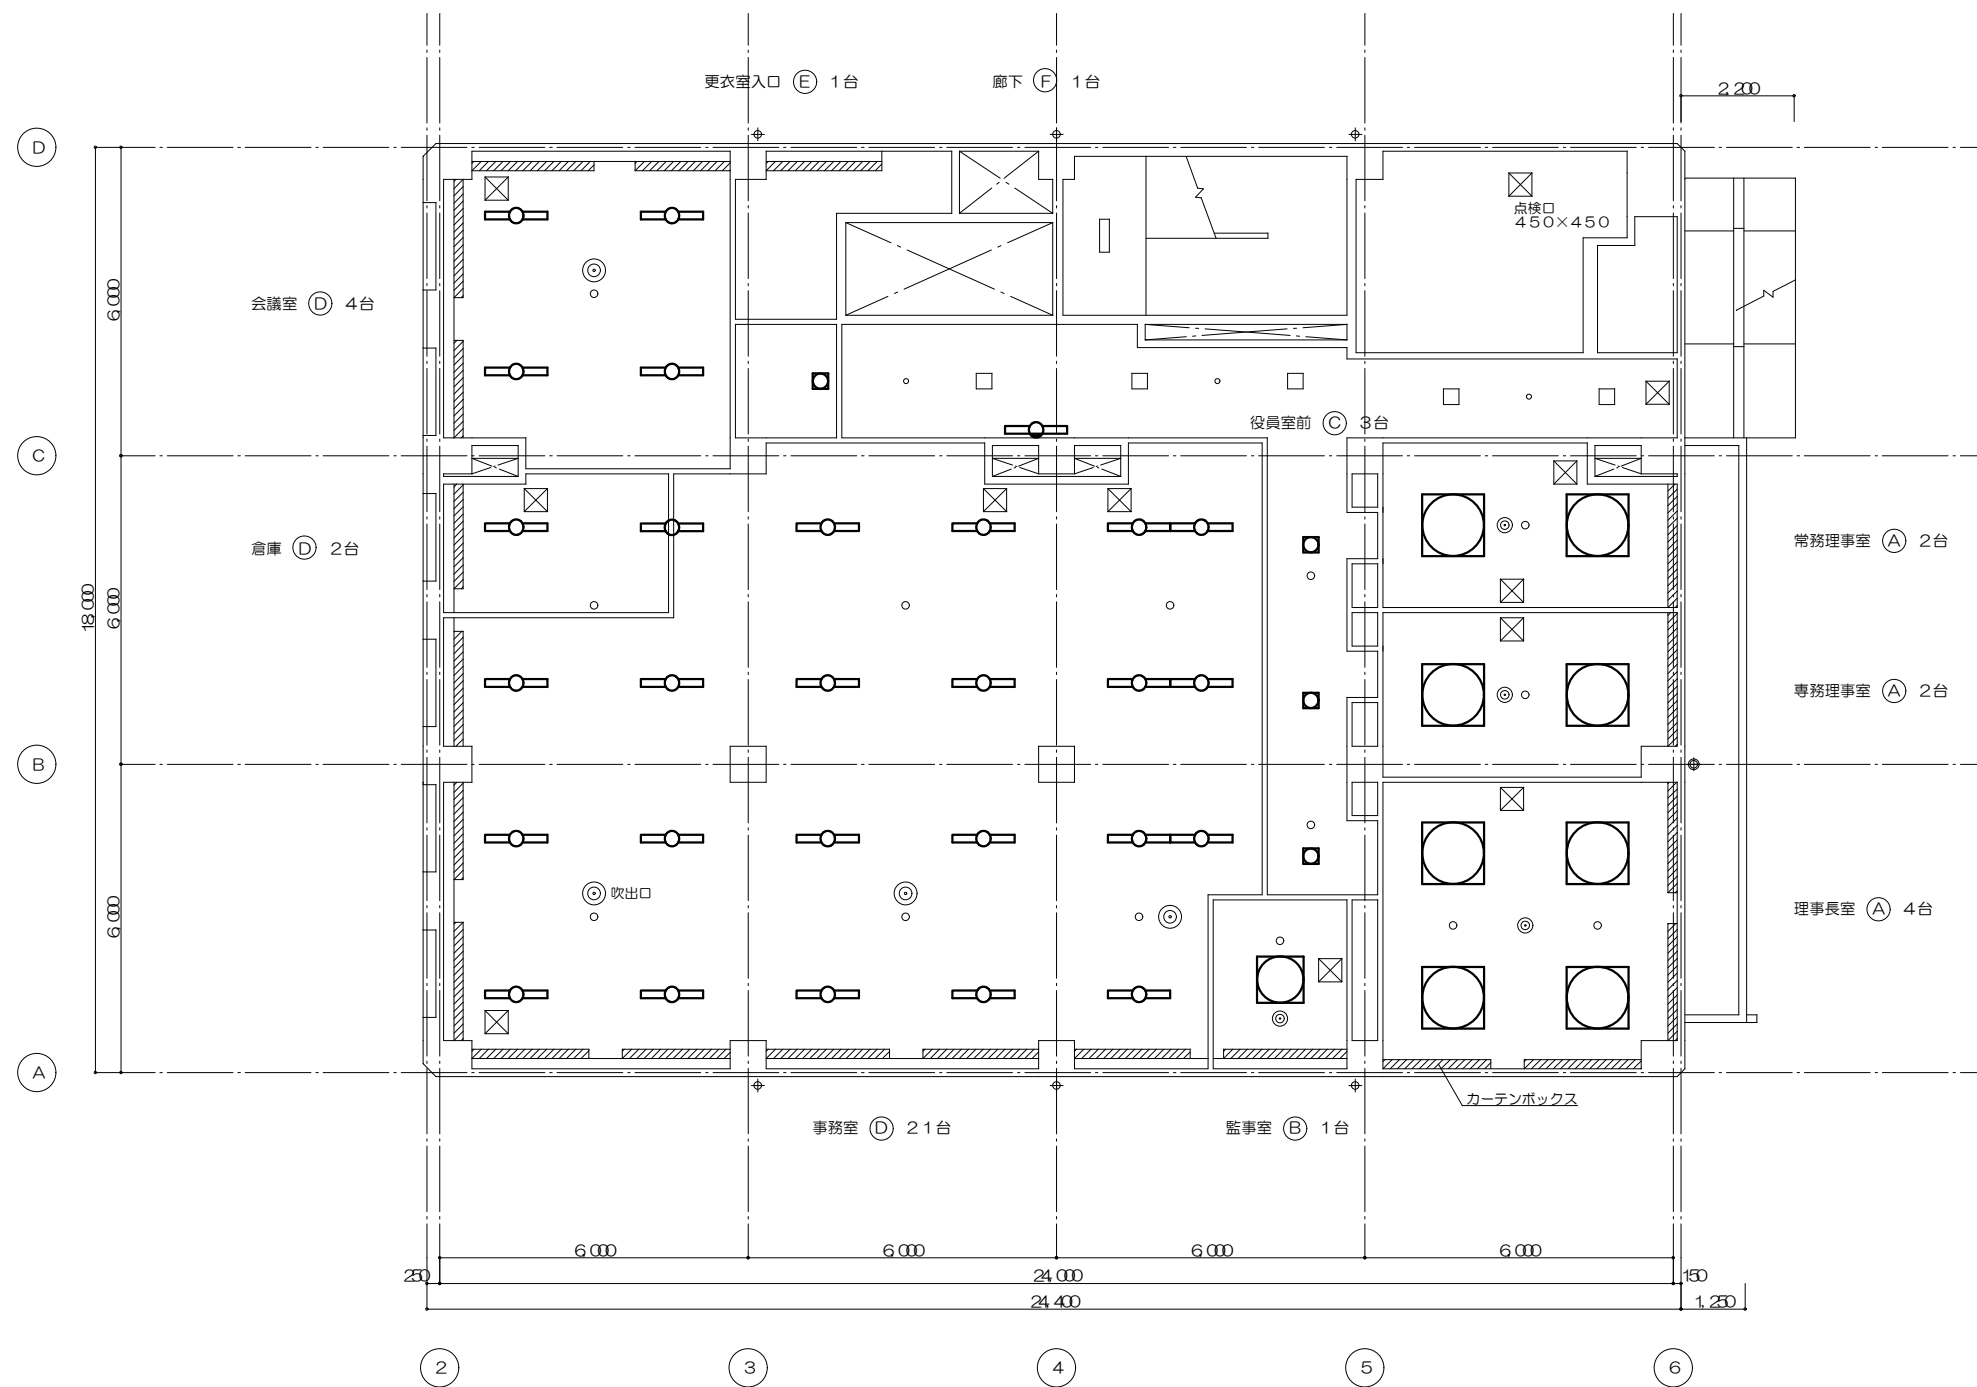 更衣室入口 Ⓔ 1台
廊下 Ⓕ 1台
2,200
D
点検口
450×450
会議室 Ⓓ 4台
6,000
役員室前 Ⓒ 3台
C
常務理事室 Ⓐ 2台
倉庫 Ⓓ 2台
18,000
6,000
専務理事室 Ⓐ 2台
B
吹出口
理事長室 Ⓐ 4台
6,000
A
カーテンボックス
事務室 Ⓓ 21台
監事室 Ⓑ 1台
6,000
6,000
6,000
6,000
250
24,000
150
24,400
1,250
2
3
4
5
6